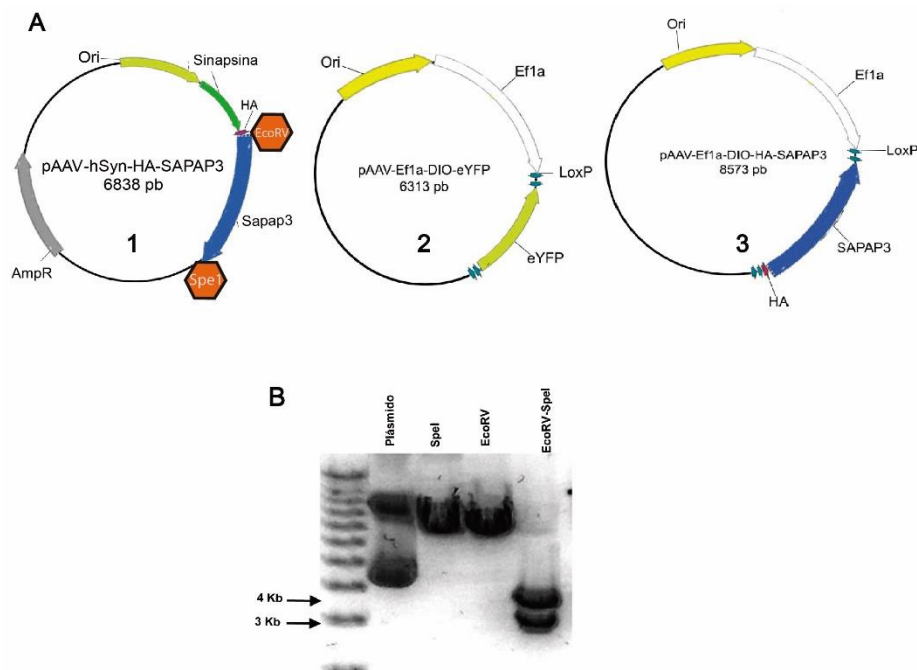 A
Ori
Sinapsina
HA
EcoRV
pAAV-hSyn-HA-SAPAP3
6838 pb
1
Sapap3
AmpR
Spe1
Ori
Ef1a
pAAV-Ef1a-DIO-eYFP
6313 pb
LoxP
2
eYFP
Ori
Ef1a
pAAV-Ef1a-DIO-HA-SAPAP3
8573 pb
LoxP
3
SAPAP3
HA
B
Plásmido
SpeI
EcoRV
EcoRV-SpeI
4 Kb
3 Kb